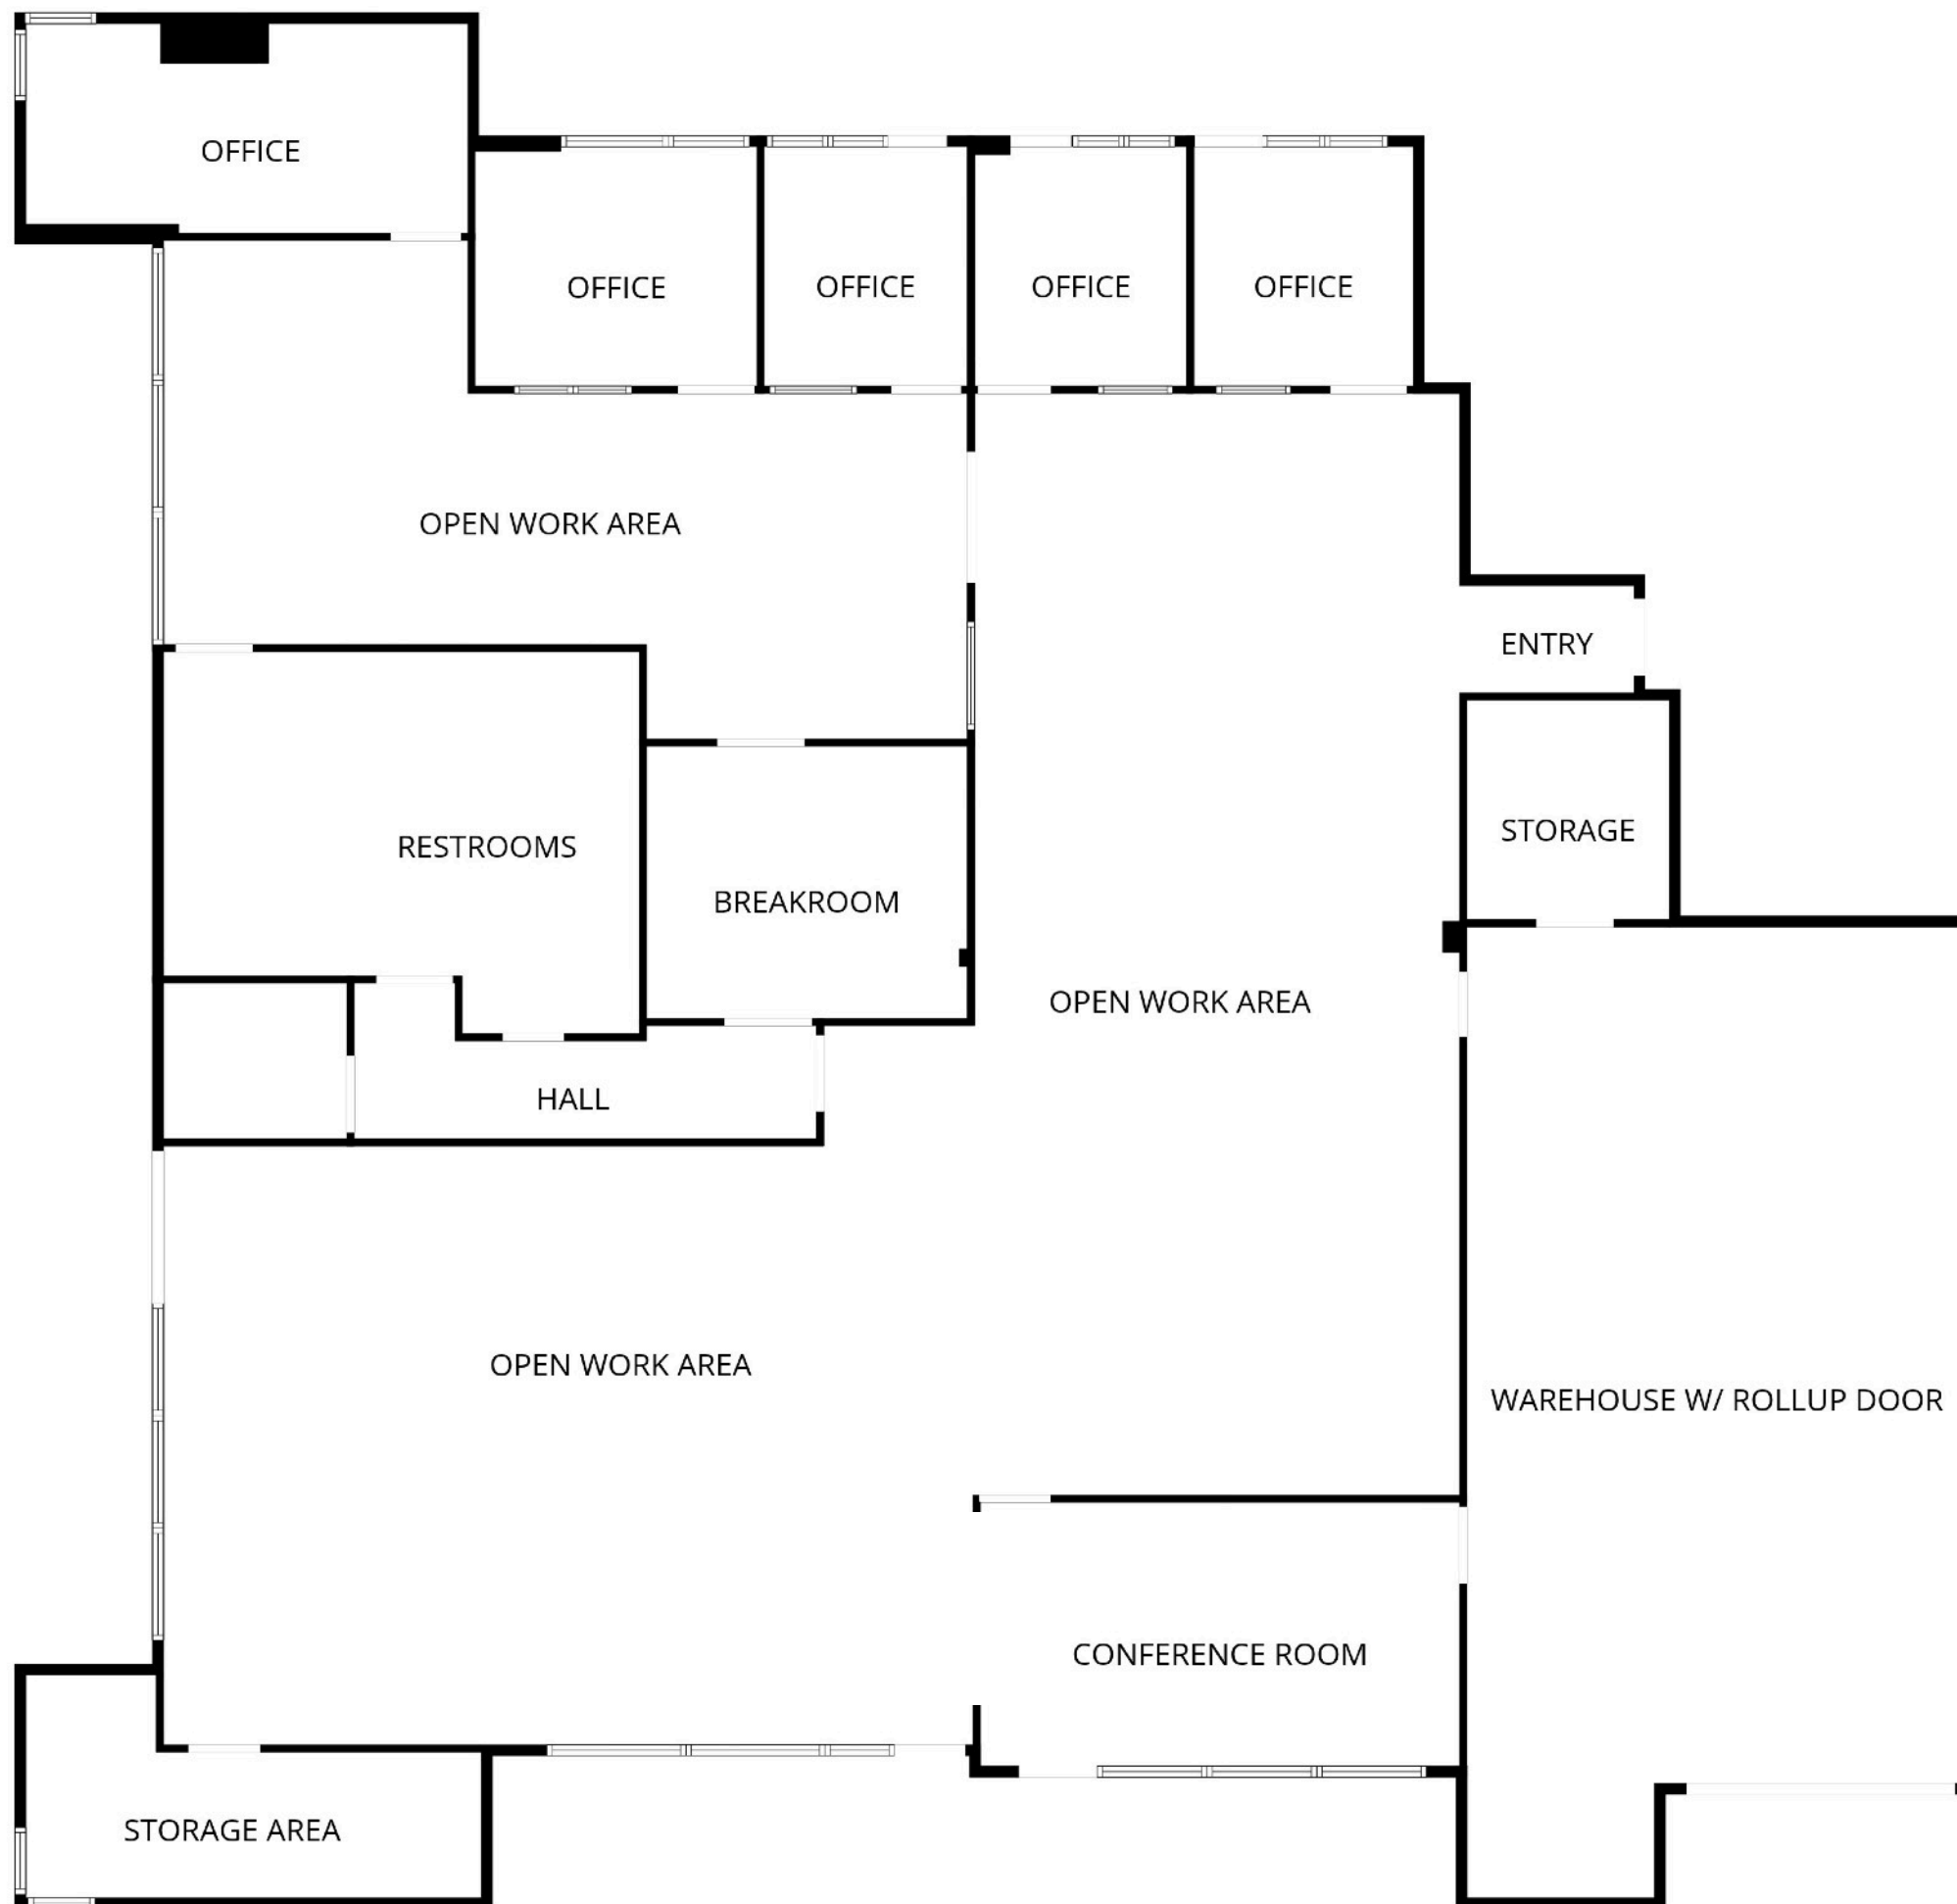 OFFICE
OFFICE
OFFICE
OFFICE
OFFICE
OPEN WORK AREA
ENTRY
STORAGE
RESTROOMS
BREAKROOM
OPEN WORK AREA
HALL
OPEN WORK AREA
WAREHOUSE W/ ROLLUP DOOR
CONFERENCE ROOM
STORAGE AREA